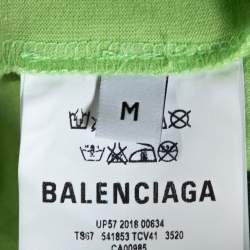 M
BALENCIAGA
UP57 2018 00634
TS67 541853 TCV41 3520
CA00985